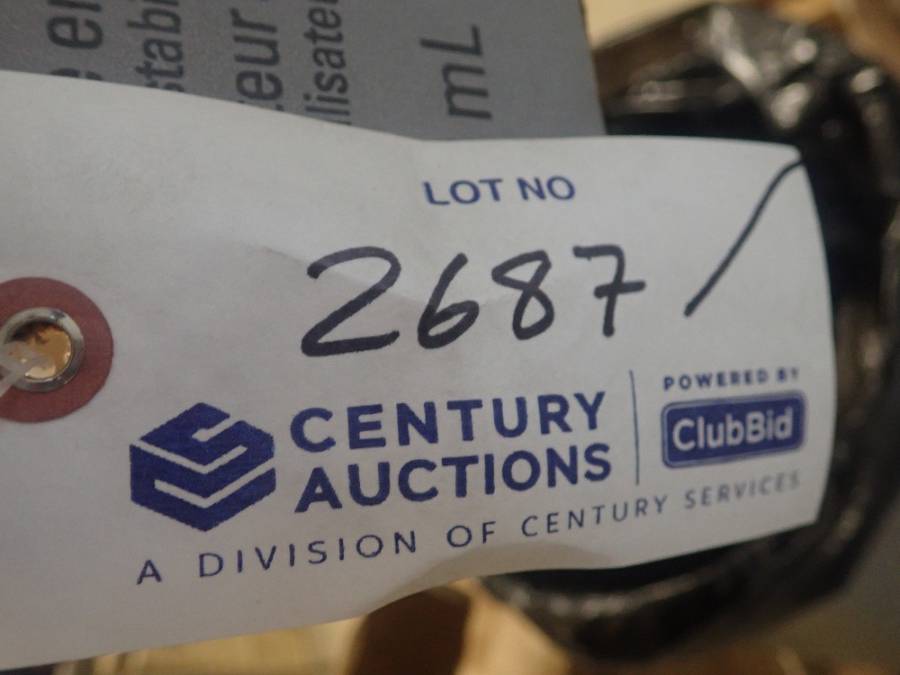 mL
LOT NO
2687
CENTURY
AUCTIONS
POWERED BY
ClubBid
A DIVISION OF CENTURY SERVICES